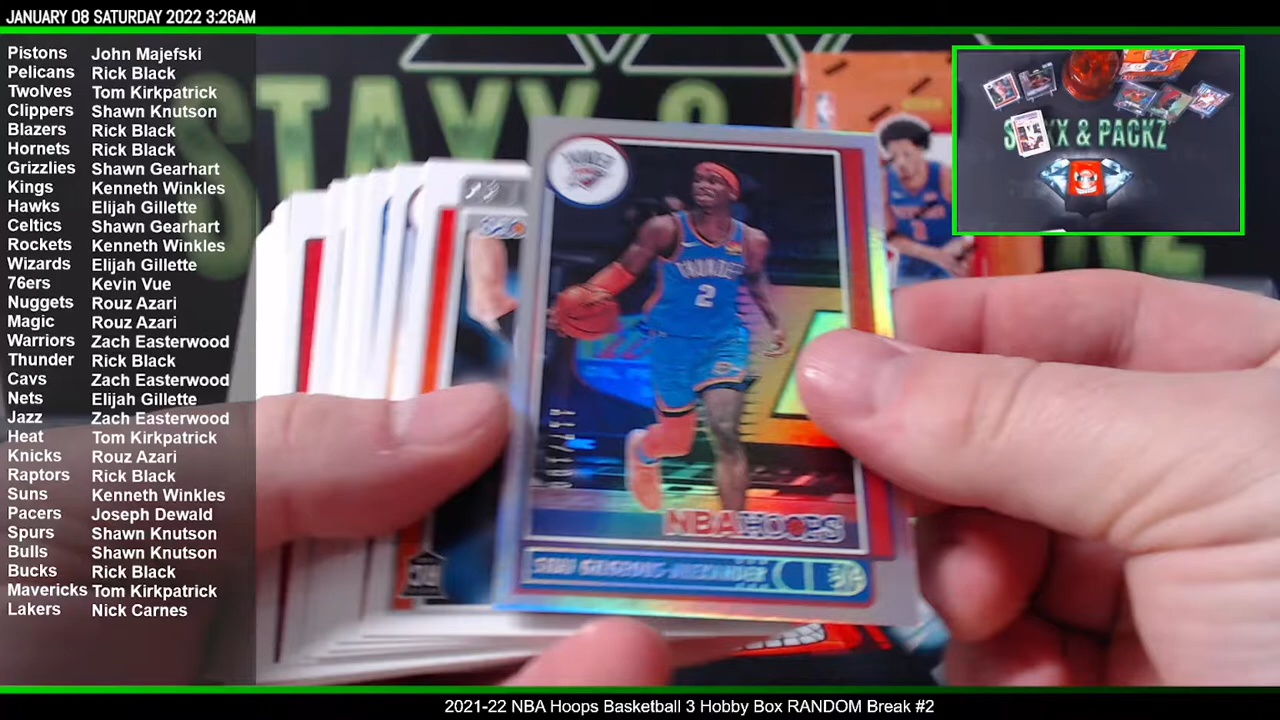 JANUARY 08 SATURDAY 2022 3:26AM
Pistons John Majefski
Pelicans Rick Black
Twolves Tom Kirkpatrick
Clippers Shawn Knutson
Blazers Rick Black
Hornets Rick Black
Grizzlies Shawn Gearhart
Kings Kenneth Winkles
Hawks Elijah Gillette
Celtics Shawn Gearhart
Rockets Kenneth Winkles
Wizards Elijah Gillette
76ers Kevin Vue
Nuggets Rouz Azari
Magic Rouz Azari
Warriors Zach Easterwood
Thunder Rick Black
Cavs Zach Easterwood
Nets Elijah Gillette
Jazz Zach Easterwood
Heat Tom Kirkpatrick
Knicks Rouz Azari
Raptors Rick Black
Suns Kenneth Winkles
Pacers Joseph Dewald
Spurs Shawn Knutson
Bulls Shawn Knutson
Bucks Rick Black
Mavericks Tom Kirkpatrick
Lakers Nick Carnes
STAXX &
X & PACKZ
THUNDER
2
NBA HOOPS
2021-22 NBA Hoops Basketball 3 Hobby Box RANDOM Break #2